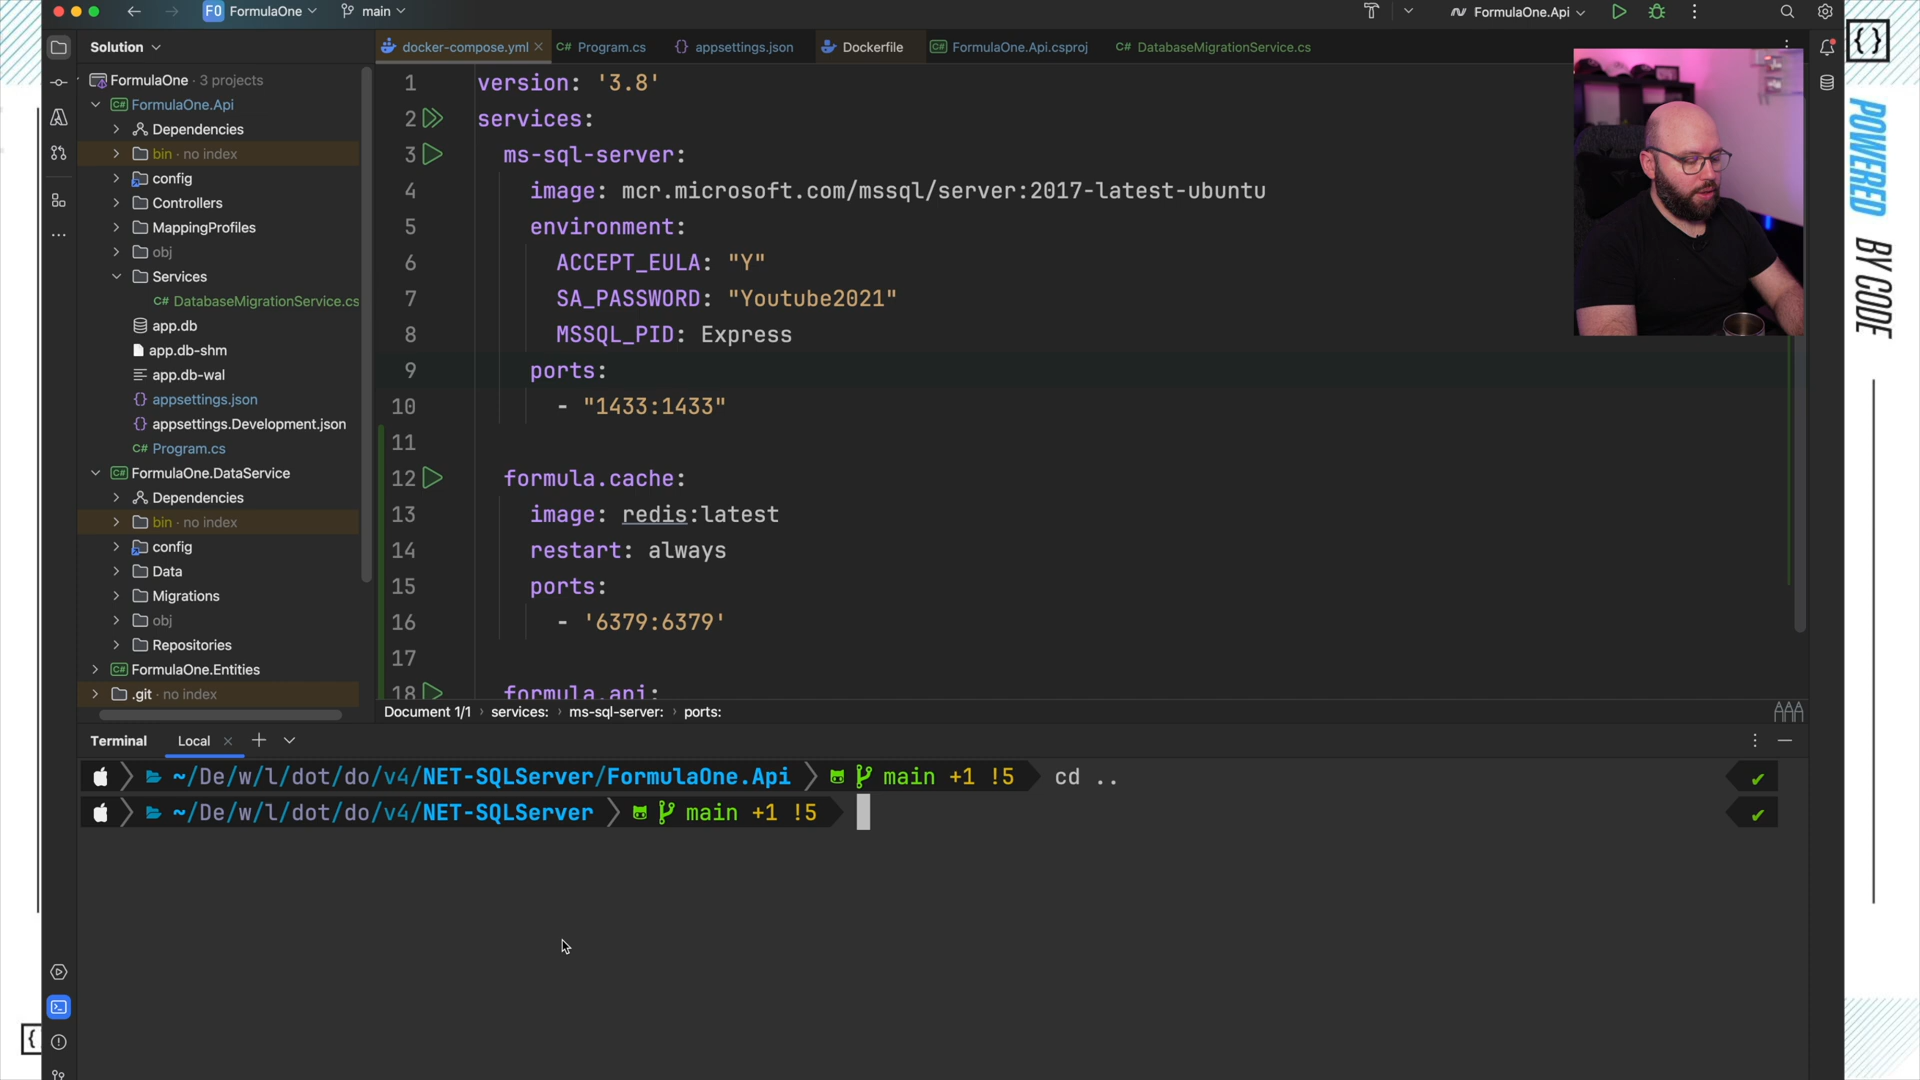 FO FormulaOne main FormulaOne.Api
Solution
docker-compose.yml C# Program.cs {} appsettings.json Dockerfile C# FormulaOne.Api.csproj C# DatabaseMigrationService.cs
FormulaOne · 3 projects
C# FormulaOne.Api
Dependencies
bin · no index
config
Controllers
MappingProfiles
obj
Services
C# DatabaseMigrationService.cs
app.db
app.db-shm
app.db-wal
{} appsettings.json
{} appsettings.Development.json
C# Program.cs
C# FormulaOne.DataService
Dependencies
bin · no index
config
Data
Migrations
obj
Repositories
C# FormulaOne.Entities
.git · no index
1 version: '3.8'
2 services:
3 ms-sql-server:
4 image: mcr.microsoft.com/mssql/server:2017-latest-ubuntu
5 environment:
6 ACCEPT_EULA: "Y"
7 SA_PASSWORD: "Youtube2021"
8 MSSQL_PID: Express
9 ports:
10 - "1433:1433"
11
12 formula.cache:
13 image: redis:latest
14 restart: always
15 ports:
16 - '6379:6379'
17
18 formula.api:
Document 1/1 › services: › ms-sql-server: › ports:
Terminal Local
~/De/w/l/dot/do/v4/NET-SQLServer/FormulaOne.Api main +1 !5 cd ..
~/De/w/l/dot/do/v4/NET-SQLServer main +1 !5
{}
POWERED BY CODE
{